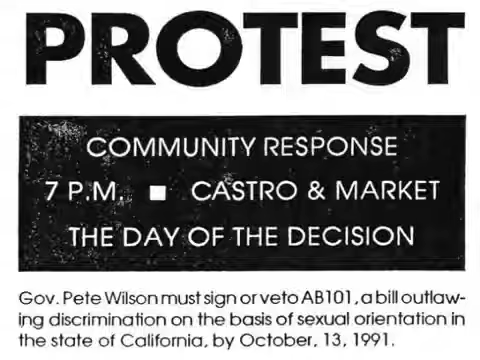 PROTEST
COMMUNITY RESPONSE
7 P.M. ■ CASTRO & MARKET
THE DAY OF THE DECISION
Gov. Pete Wilson must sign or veto AB101, a bill outlaw-
ing discrimination on the basis of sexual orientation in
the state of California, by October, 13, 1991.